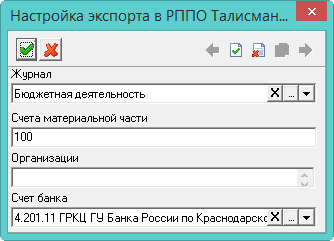 Настройка экспорта в РППО Талисман...
Журнал
Бюджетная деятельность
X ...
Счета материальной части
100
Организации
Счет банка
4.201.11 ГРКЦ ГУ Банка России по Краснодарско
X ...